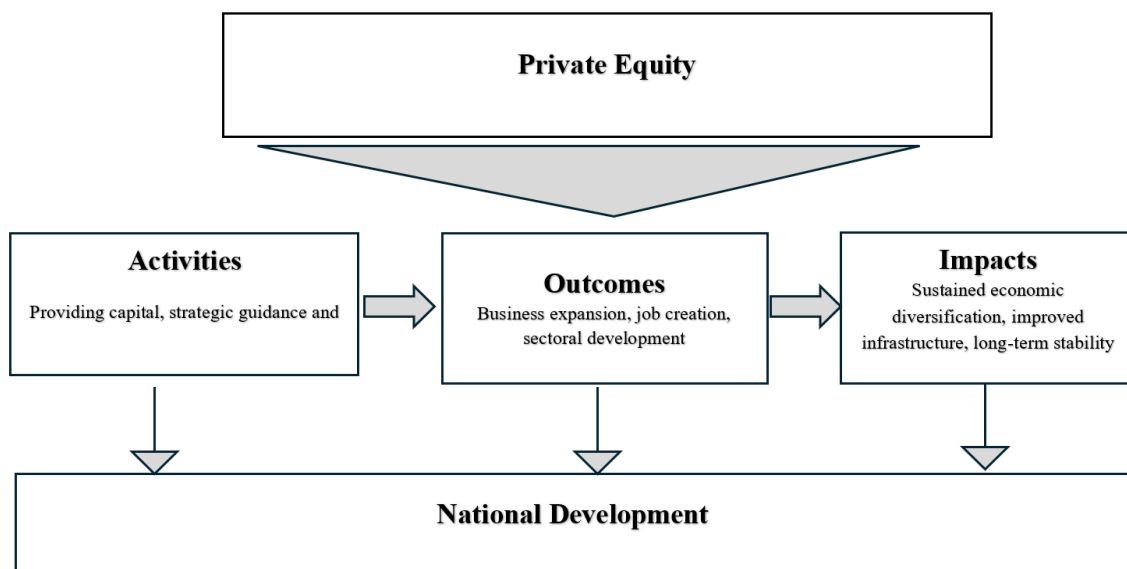 Private Equity
Activities
Providing capital, strategic guidance and
Outcomes
Business expansion, job creation,
sectoral development
Impacts
Sustained economic
diversification, improved
infrastructure, long-term stability
National Development